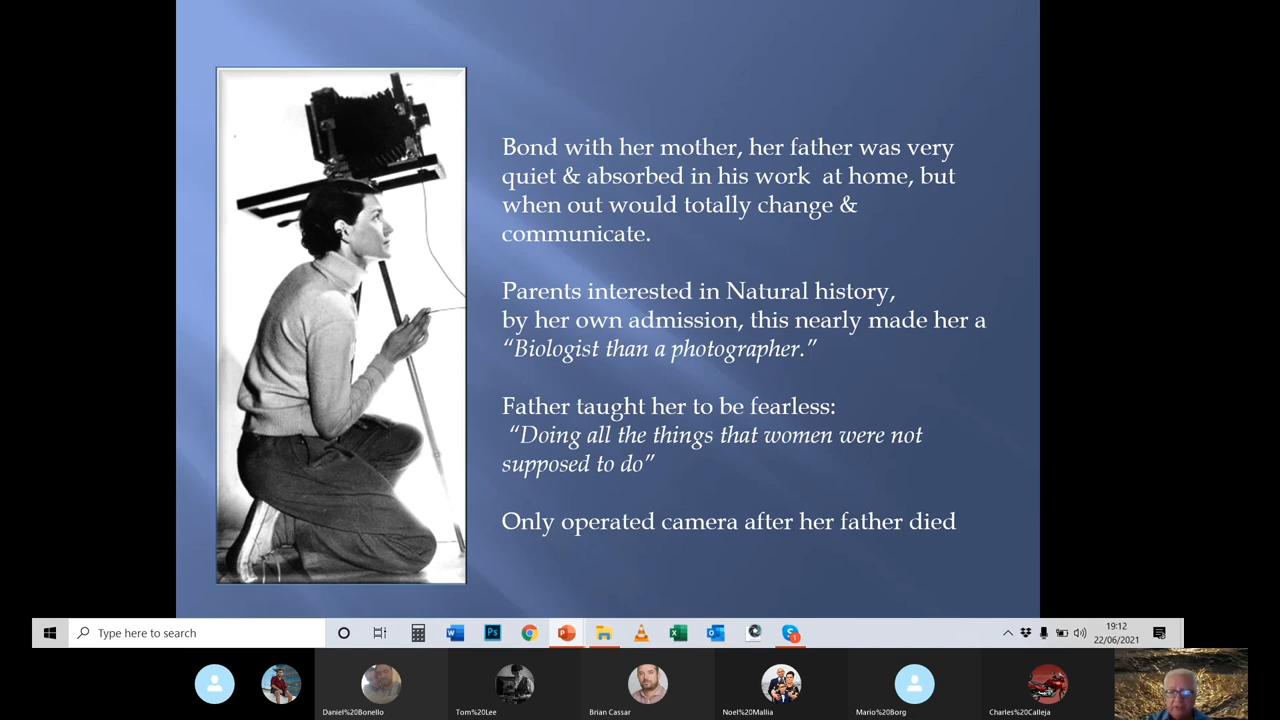 Bond with her mother, her father was very
quiet & absorbed in his work at home, but
when out would totally change &
communicate.
Parents interested in Natural history,
by her own admission, this nearly made her a
“Biologist than a photographer.”
Father taught her to be fearless:
“Doing all the things that women were not
supposed to do”
Only operated camera after her father died
Type here to search
19:12
22/06/2021
Daniel%20Bonello
Tom%20Lee
Brian Cassar
Noel%20Mallia
Mario%20Borg
Charles%20Calleja